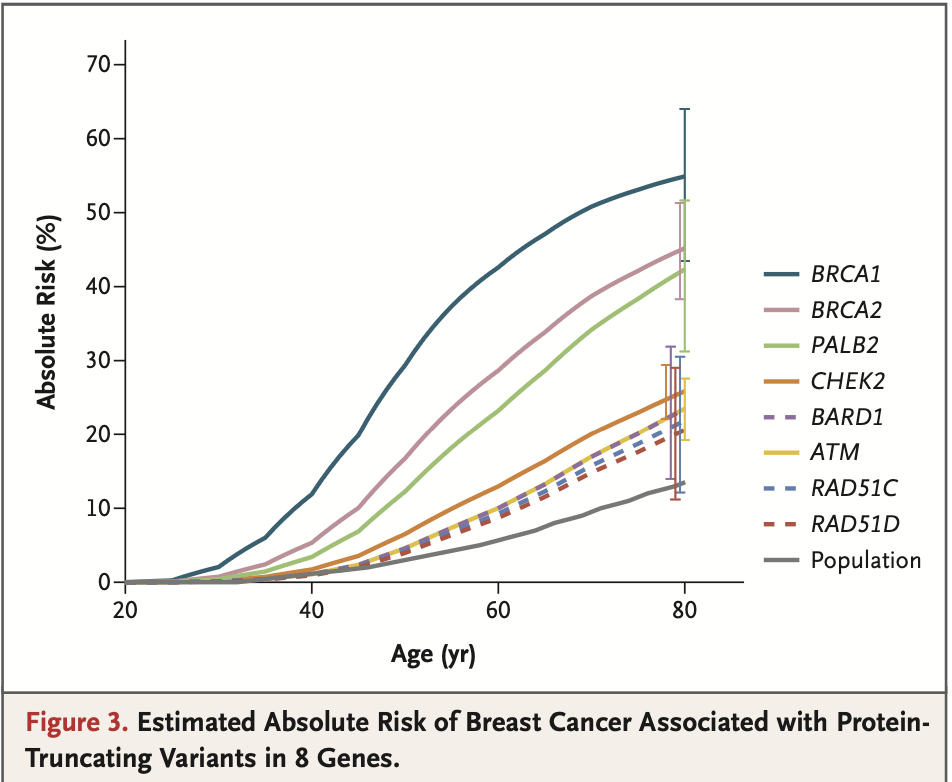 70
60
50
40
30
20
10
0
Absolute Risk (%)
20
40
60
80
Age (yr)
BRCA1
BRCA2
PALB2
CHEK2
BARD1
ATM
RAD51C
RAD51D
Population
Figure 3. Estimated Absolute Risk of Breast Cancer Associated with Protein-
Truncating Variants in 8 Genes.